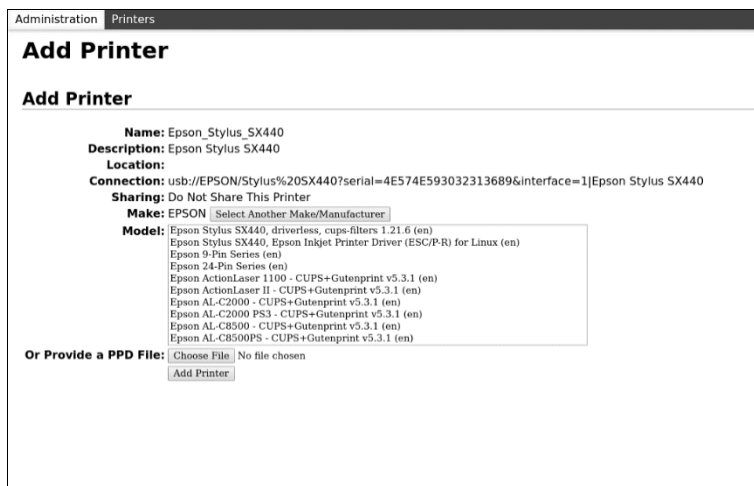 Administration Printers
Add Printer
Add Printer
Name: Epson_Stylus_SX440
Description: Epson Stylus SX440
Location:
Connection: usb://EPSON/Stylus%20SX440?serial=4E574E593032313689&interface=1|Epson Stylus SX440
Sharing: Do Not Share This Printer
Make: EPSON Select Another Make/Manufacturer
Model: Epson Stylus SX440, driverless, cups-filters 1.21.6 (en)
Epson Stylus SX440, Epson Inkjet Printer Driver (ESC/P-R) for Linux (en)
Epson 9-Pin Series (en)
Epson 24-Pin Series (en)
Epson ActionLaser 1100 - CUPS+Gutenprint v5.3.1 (en)
Epson ActionLaser II - CUPS+Gutenprint v5.3.1 (en)
Epson AL-C2000 - CUPS+Gutenprint v5.3.1 (en)
Epson AL-C2000 PS3 - CUPS+Gutenprint v5.3.1 (en)
Epson AL-C8500 - CUPS+Gutenprint v5.3.1 (en)
Epson AL-C8500PS - CUPS+Gutenprint v5.3.1 (en)
Or Provide a PPD File: Choose File No file chosen
Add Printer